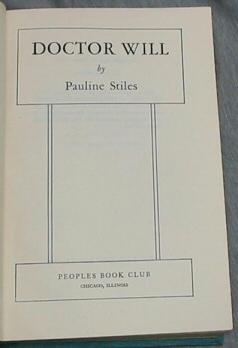 DOCTOR WILL
by
Pauline Stiles
PEOPLES BOOK CLUB
CHICAGO, ILLINOIS